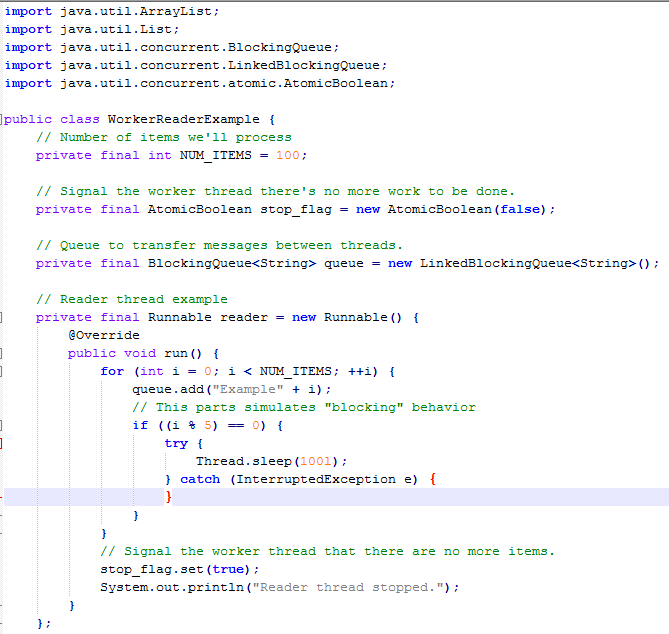 import java.util.ArrayList;
import java.util.List;
import java.util.concurrent.BlockingQueue;
import java.util.concurrent.LinkedBlockingQueue;
import java.util.concurrent.atomic.AtomicBoolean;
public class WorkerReaderExample {
// Number of items we'll process
private final int NUM_ITEMS = 100;
// Signal the worker thread there's no more work to be done.
private final AtomicBoolean stop_flag = new AtomicBoolean(false);
// Queue to transfer messages between threads.
private final BlockingQueue<String> queue = new LinkedBlockingQueue<String>();
// Reader thread example
private final Runnable reader = new Runnable() {
@Override
public void run() {
for (int i = 0; i < NUM_ITEMS; ++i) {
queue.add("Example" + i);
// This parts simulates "blocking" behavior
if ((i % 5) == 0) {
try {
Thread.sleep(100l);
} catch (InterruptedException e) {
}
}
}
// Signal the worker thread that there are no more items.
stop_flag.set(true);
System.out.println("Reader thread stopped.");
}
};